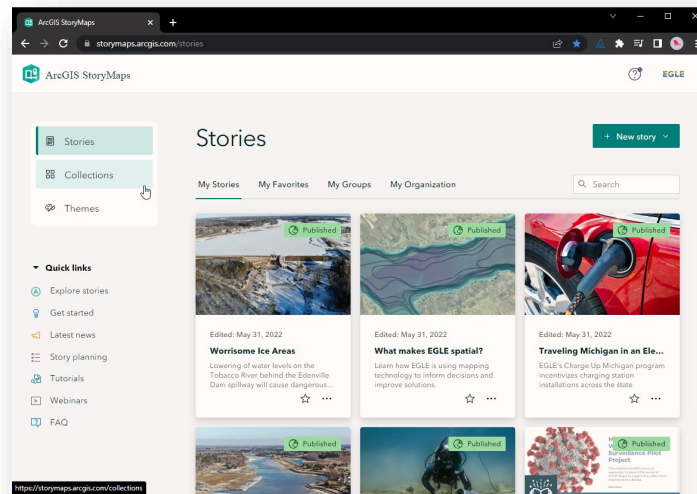 ArcGIS StoryMaps
storymaps.arcgis.com/stories
ArcGIS StoryMaps
EGLE
Stories
Collections
Themes
Quick links
Explore stories
Get started
Latest news
Story planning
Tutorials
Webinars
FAQ
Stories
+ New story
My Stories My Favorites My Groups My Organization
Search
Published
Edited: May 31, 2022
Worrisome Ice Areas
Lowering of water levels on the
Tobacco River behind the Edenville
Dam spillway will cause dangerous...
Published
Edited: May 31, 2022
What makes EGLE spatial?
Learn how EGLE is using mapping
technology to inform decisions and
improve solutions.
Published
Edited: May 31, 2022
Traveling Michigan in an Ele...
EGLE's Charge Up Michigan program
incentivizes charging station
installations across the state
Published
Published
Published
Surveillance Pilot
Project
https://storymaps.arcgis.com/collections